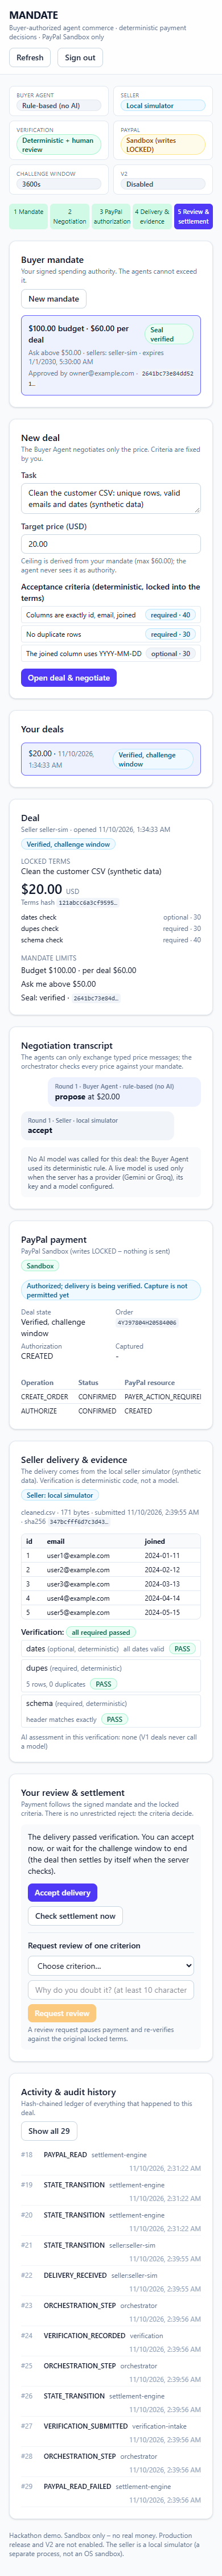 MANDATE
Buyer-authorized agent commerce - deterministic payment
decisions - PayPal Sandbox only
Refresh
Sign out
BUYER AGENT
Rule-based (no AI)
SELLER
Local simulator
VERIFICATION
Deterministic + human
review
PAYPAL
Sandbox (writes
LOCKED)
CHALLENGE WINDOW
3600s
V2
Disabled
1 Mandate
2
Negotiation
3 PayPal
authorization
4 Delivery &
evidence
5 Review &
settlement
Buyer mandate
Your signed spending authority. The agents cannot exceed
it.
New mandate
$100.00 budget · $60.00 per
deal
Seal
verified
Ask above $50.00 · sellers: seller-sim · expires
1/1/2030, 5:30:00 AM
Approved by owner@example.com · 2641bc73e84dd52
1…
New deal
The Buyer Agent negotiates only the price. Criteria are fixed
by you.
Task
Clean the customer CSV: unique rows, valid
emails and dates (synthetic data)
Target price (USD)
20.00
Ceiling is derived from your mandate (max $60.00); the
agent never sees it as authority.
Acceptance criteria (deterministic, locked into the
terms)
Columns are exactly id, email, joined
required · 40
No duplicate rows
required · 30
The joined column uses YYYY-MM-DD
optional · 30
Open deal & negotiate
Your deals
$20.00 · 11/10/2026,
1:34:33 AM
Verified, challenge
window
Deal
Seller seller-sim · opened 11/10/2026, 1:34:33 AM
Verified, challenge window
LOCKED TERMS
Clean the customer CSV (synthetic data)
$20.00 USD
Terms hash 121abcc6a3cf9595…
dates check
optional · 30
dupes check
required · 30
schema check
required · 40
MANDATE LIMITS
Budget $100.00 · per deal $60.00
Ask me above $50.00
Seal: verified · 2641bc73e84d…
Negotiation transcript
The agents can only exchange typed price messages; the
orchestrator checks every price against your mandate.
Round 1 · Buyer Agent · rule-based (no AI)
propose at $20.00
Round 1 · Seller · local simulator
accept
No AI model was called for this deal: the Buyer Agent
used its deterministic rule. A live model is used only
when the server has a provider (Gemini or Groq), its
key and a model configured.
PayPal payment
PayPal Sandbox (writes LOCKED – nothing is sent)
Sandbox
Authorized; delivery is being verified. Capture is not
permitted yet
Deal state
Verified, challenge
window
Order
4YJ97804H20584006
Authorization
CREATED
Captured
-
Operation
Status
PayPal resource
CREATE_ORDER
CONFIRMED
PAYER_ACTION_REQUIRE
AUTHORIZE
CONFIRMED
CREATED
Seller delivery & evidence
The delivery comes from the local seller simulator (synthetic
data). Verification is deterministic code, not a model.
Seller: local simulator
cleaned.csv · 171 bytes · submitted 11/10/2026, 2:39:55 AM
· sha256 347bcfff6d7c3d43…
id
email
joined
1
user1@example.com
2024-01-11
2
user2@example.com
2024-02-12
3
user3@example.com
2024-03-13
4
user4@example.com
2024-04-14
5
user5@example.com
2024-05-15
Verification: all required passed
dates (optional, deterministic) all dates valid PASS
dupes (required, deterministic)
5 rows, 0 duplicates PASS
schema (required, deterministic)
header matches exactly PASS
AI assessment in this verification: none (V1 deals never call
a model)
Your review & settlement
Payment follows the signed mandate and the locked
criteria. There is no unrestricted reject: the criteria decide.
The delivery passed verification. You can accept
now, or wait for the challenge window to end
(the deal then settles by itself when the server
checks).
Accept delivery
Check settlement now
Request review of one criterion
Choose criterion…
Why do you doubt it? (at least 10 character
Request review
A review request pauses payment and re-verifies
against the original locked terms.
Activity & audit history
Hash-chained ledger of everything that happened to this
deal.
Show all 29
#18 PAYPAL_READ settlement-engine
11/10/2026, 2:31:22 AM
#19 STATE_TRANSITION settlement-engine
11/10/2026, 2:31:22 AM
#20 STATE_TRANSITION settlement-engine
11/10/2026, 2:31:22 AM
#21 STATE_TRANSITION seller:seller-sim
11/10/2026, 2:39:55 AM
#22 DELIVERY_RECEIVED seller:seller-sim
11/10/2026, 2:39:55 AM
#23 ORCHESTRATION_STEP orchestrator
11/10/2026, 2:39:56 AM
#24 VERIFICATION_RECORDED verification
11/10/2026, 2:39:56 AM
#25 ORCHESTRATION_STEP orchestrator
11/10/2026, 2:39:56 AM
#26 STATE_TRANSITION settlement-engine
11/10/2026, 2:39:56 AM
#27 VERIFICATION_SUBMITTED verification-intake
11/10/2026, 2:39:56 AM
#28 ORCHESTRATION_STEP orchestrator
11/10/2026, 2:39:56 AM
#29 PAYPAL_READ_FAILED settlement-engine
11/10/2026, 2:39:56 AM
Hackathon demo. Sandbox only – no real money. Production
release and V2 are not enabled. The seller is a local simulator (a
separate process, not an OS sandbox).